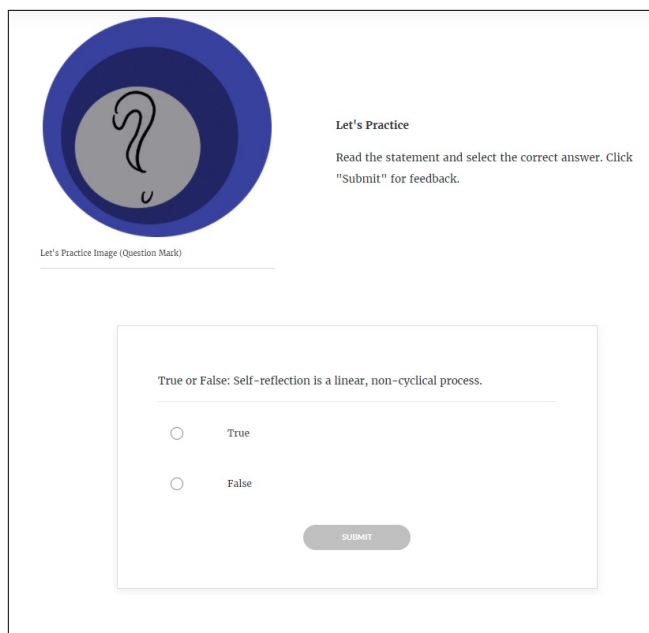 Let's Practice
Read the statement and select the correct answer. Click
"Submit" for feedback.
Let's Practice Image (Question Mark)
True or False: Self-reflection is a linear, non-cyclical process.
True
False
SUBMIT